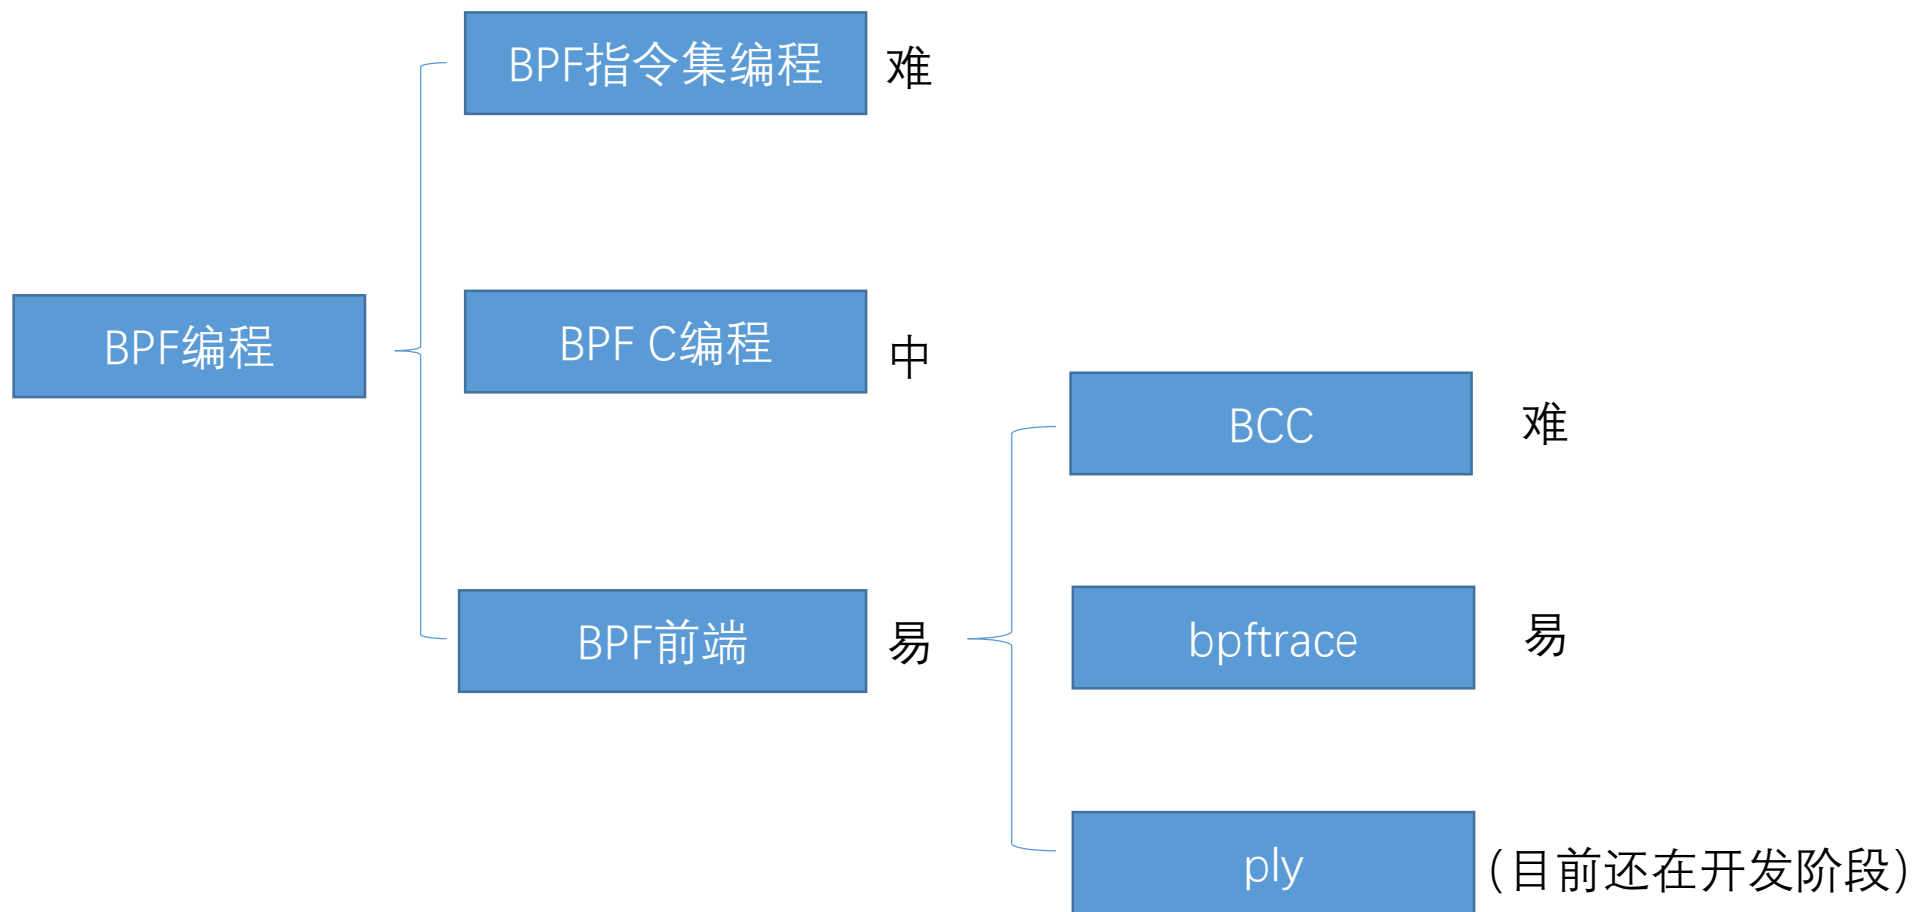 BPF指令集编程 难
BPF编程
BPF C编程 中
BCC 难
BPF前端 易
bpftrace 易
ply (目前还在开发阶段)